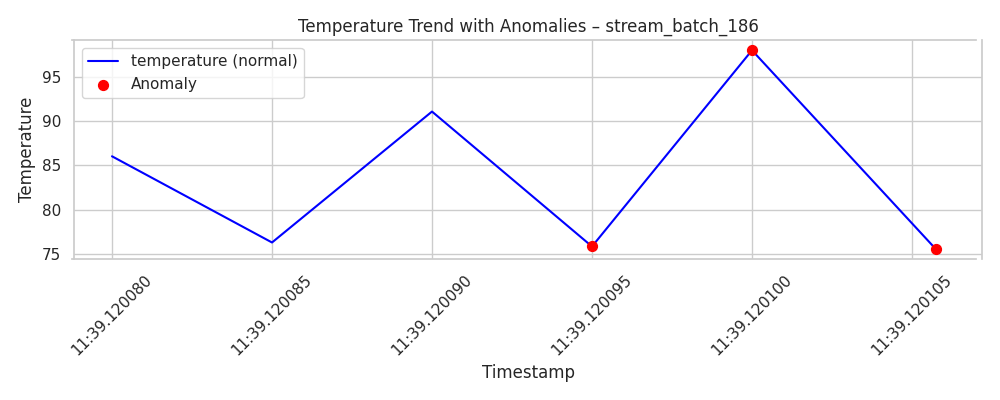 Temperature Trend with Anomalies – stream_batch_186
temperature (normal)
Anomaly
Temperature
95
90
85
80
75
11:39.120080
11:39.120085
11:39.120090
11:39.120095
11:39.120100
11:39.120105
Timestamp